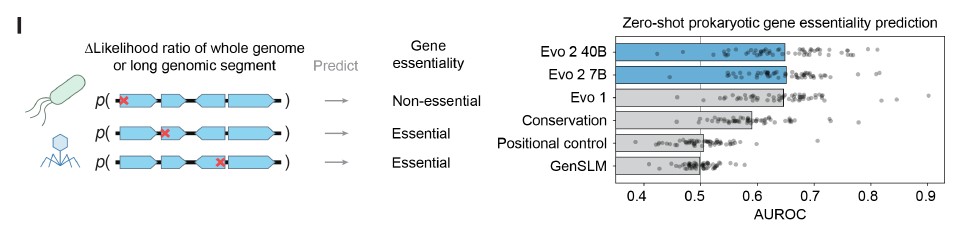 I
ΔLikelihood ratio of whole genome
or long genomic segment
Predict
Gene
essentiality
p( )
Non-essential
p( )
Essential
p( )
Essential
Zero-shot prokaryotic gene essentiality prediction
Evo 2 40B
Evo 2 7B
Evo 1
Conservation
Positional control
GenSLM
0.4 0.5 0.6 0.7 0.8 0.9
AUROC